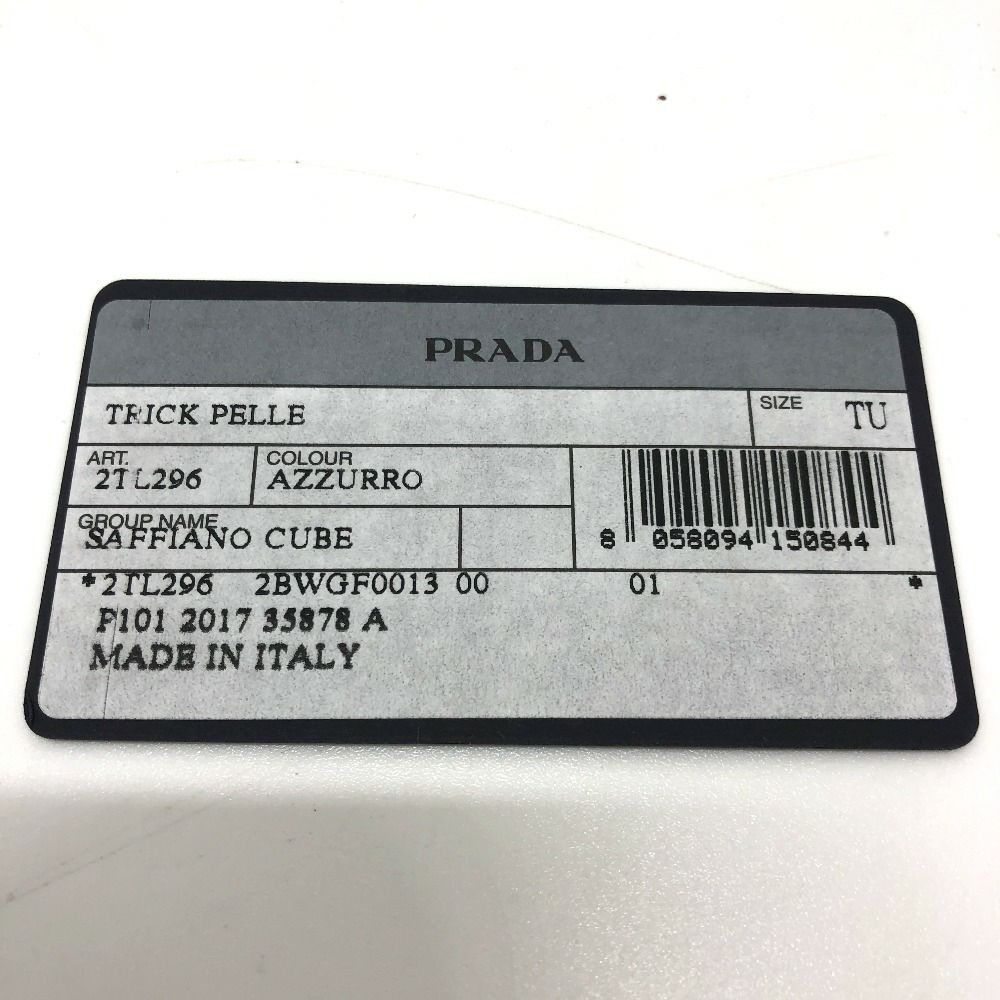 PRADA
TRICK PELLE
SIZE TU
ART. 2TL296
COLOUR AZZURRO
GROUP NAME
SAFFIANO CUBE
8 058094 150844
*2TL296 2BWGF0013 00 01 *
P101 2017 35878 A
MADE IN ITALY